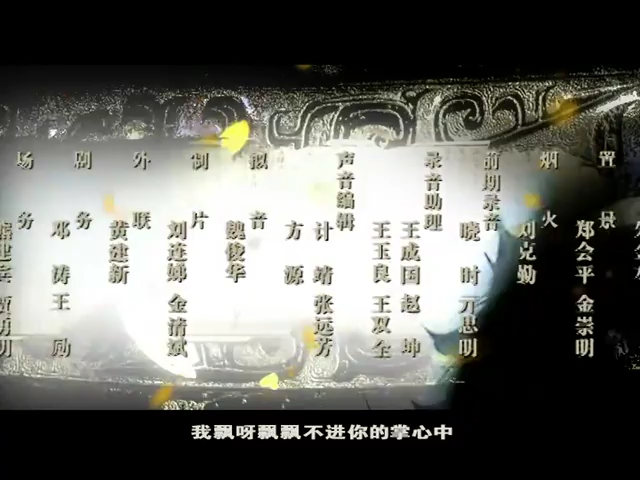 置景
郑会平 金崇明
烟火
刘克勤
前期录音
晓时 亓忠明
录音助理
王成国 赵坤
王玉良 王双全
声音编辑
计靖 张远芳
方源
拟音
魏俊华
制片
刘连娣 金清斌
外联
黄建新
剧务
邓涛 王励
场务
我飘呀飘飘不进你的掌心中